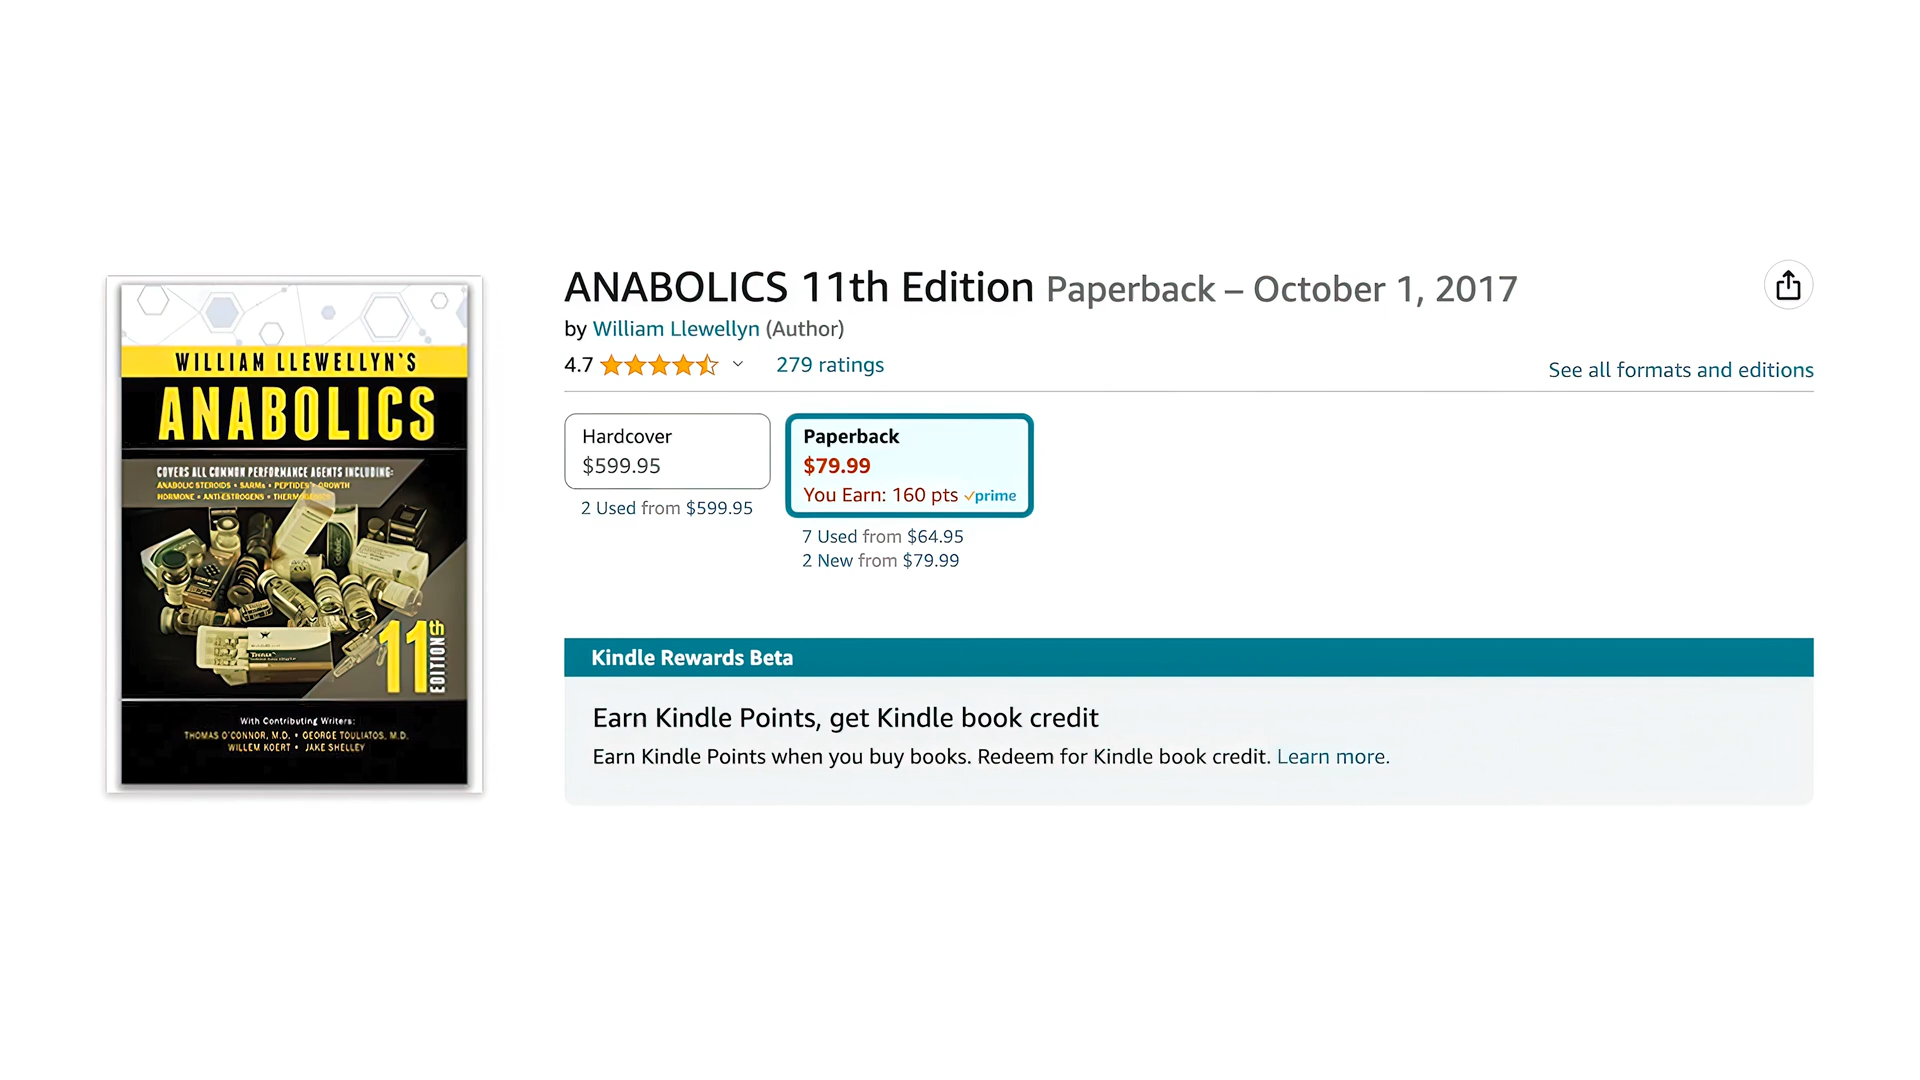 WILLIAM LLEWELLYN'S
ANABOLICS
COVERS ALL COMMON PERFORMANCE AGENTS INCLUDING:
ANABOLIC STEROIDS • SARMs • PEPTIDES • GROWTH
HORMONE • ANTI-ESTROGENS •
11th
EDITION
With Contributing Writers:
THOMAS O'CONNOR, M.D. • GEORGE TOULIATOS, M.D.
WILLEM KOERT • JAKE SHELLEY
ANABOLICS 11th Edition Paperback – October 1, 2017
by William Llewellyn (Author)
4.7 279 ratings
See all formats and editions
Hardcover
$599.95
2 Used from $599.95
Paperback
$79.99
You Earn: 160 pts prime
7 Used from $64.95
2 New from $79.99
Kindle Rewards Beta
Earn Kindle Points, get Kindle book credit
Earn Kindle Points when you buy books. Redeem for Kindle book credit. Learn more.